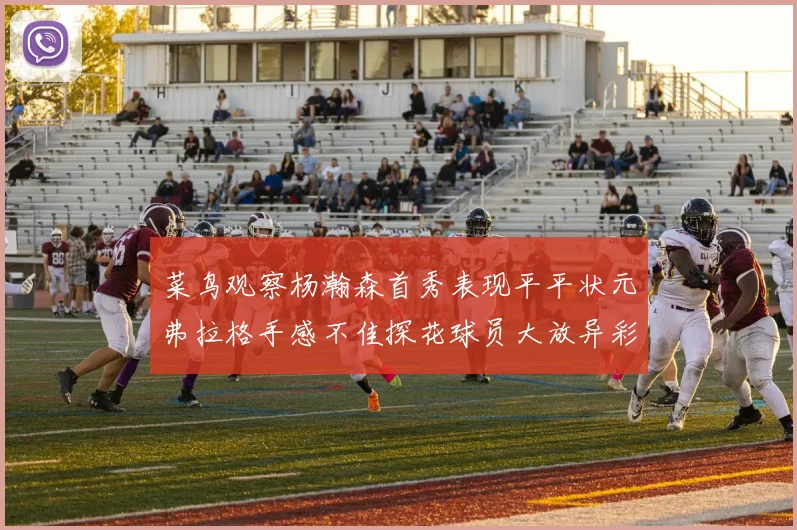 H I J K
菜鸟观察杨瀚森首秀表现平平状元
弗拉格手感不佳探花球员大放异彩